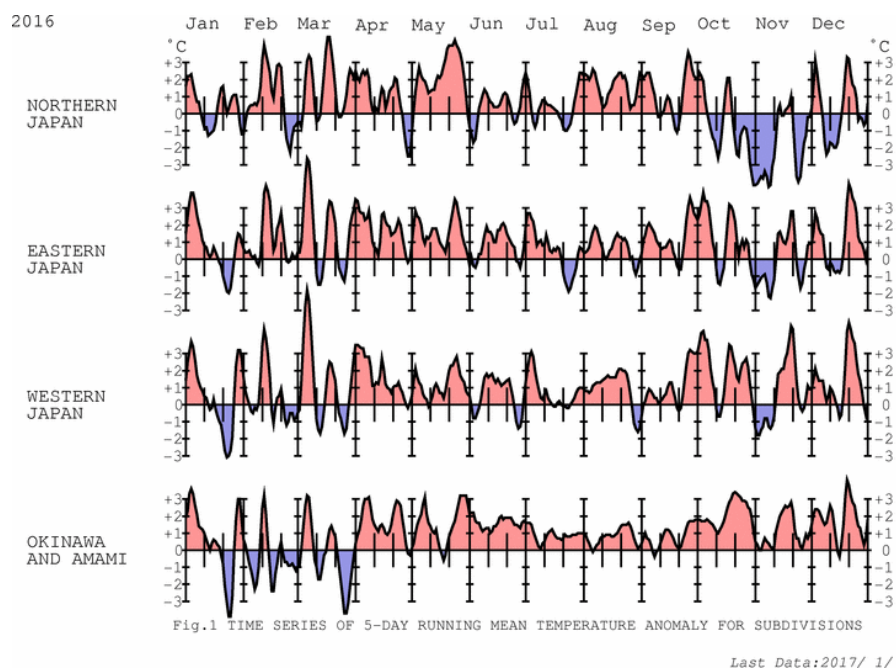 2016
Jan Feb Mar Apr May Jun Jul Aug Sep Oct Nov Dec
°C °C
+3 +3
+2 +2
+1 +1
0 0
-1 -1
-2 -2
-3 -3
NORTHERN
JAPAN
+3 +3
+2 +2
+1 +1
0 0
-1 -1
-2 -2
-3 -3
EASTERN
JAPAN
+3 +3
+2 +2
+1 +1
0 0
-1 -1
-2 -2
-3 -3
WESTERN
JAPAN
+3 +3
+2 +2
+1 +1
0 0
-1 -1
-2 -2
-3 -3
OKINAWA
AND AMAMI
Fig.1 TIME SERIES OF 5-DAY RUNNING MEAN TEMPERATURE ANOMALY FOR SUBDIVISIONS
Last Data:2017/ 1/